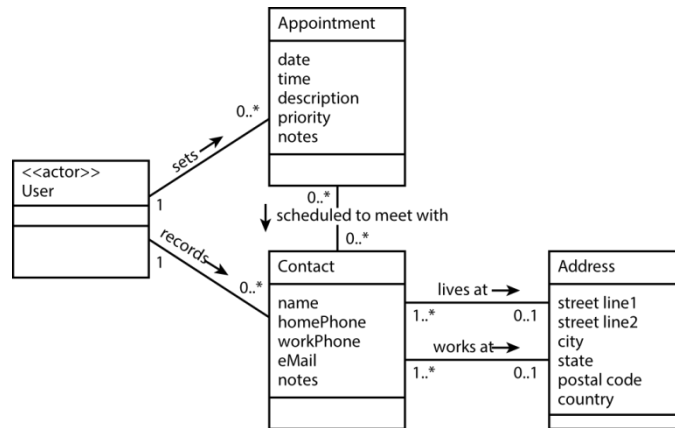 Appointment
date
time
description
priority
notes
0..*
sets
<<actor>>
User
1
0..*
scheduled to meet with
0..*
records
1
0..*
Contact
name
homePhone
workPhone
eMail
notes
lives at
1..* 0..1
works at
1..* 0..1
Address
street line1
street line2
city
state
postal code
country